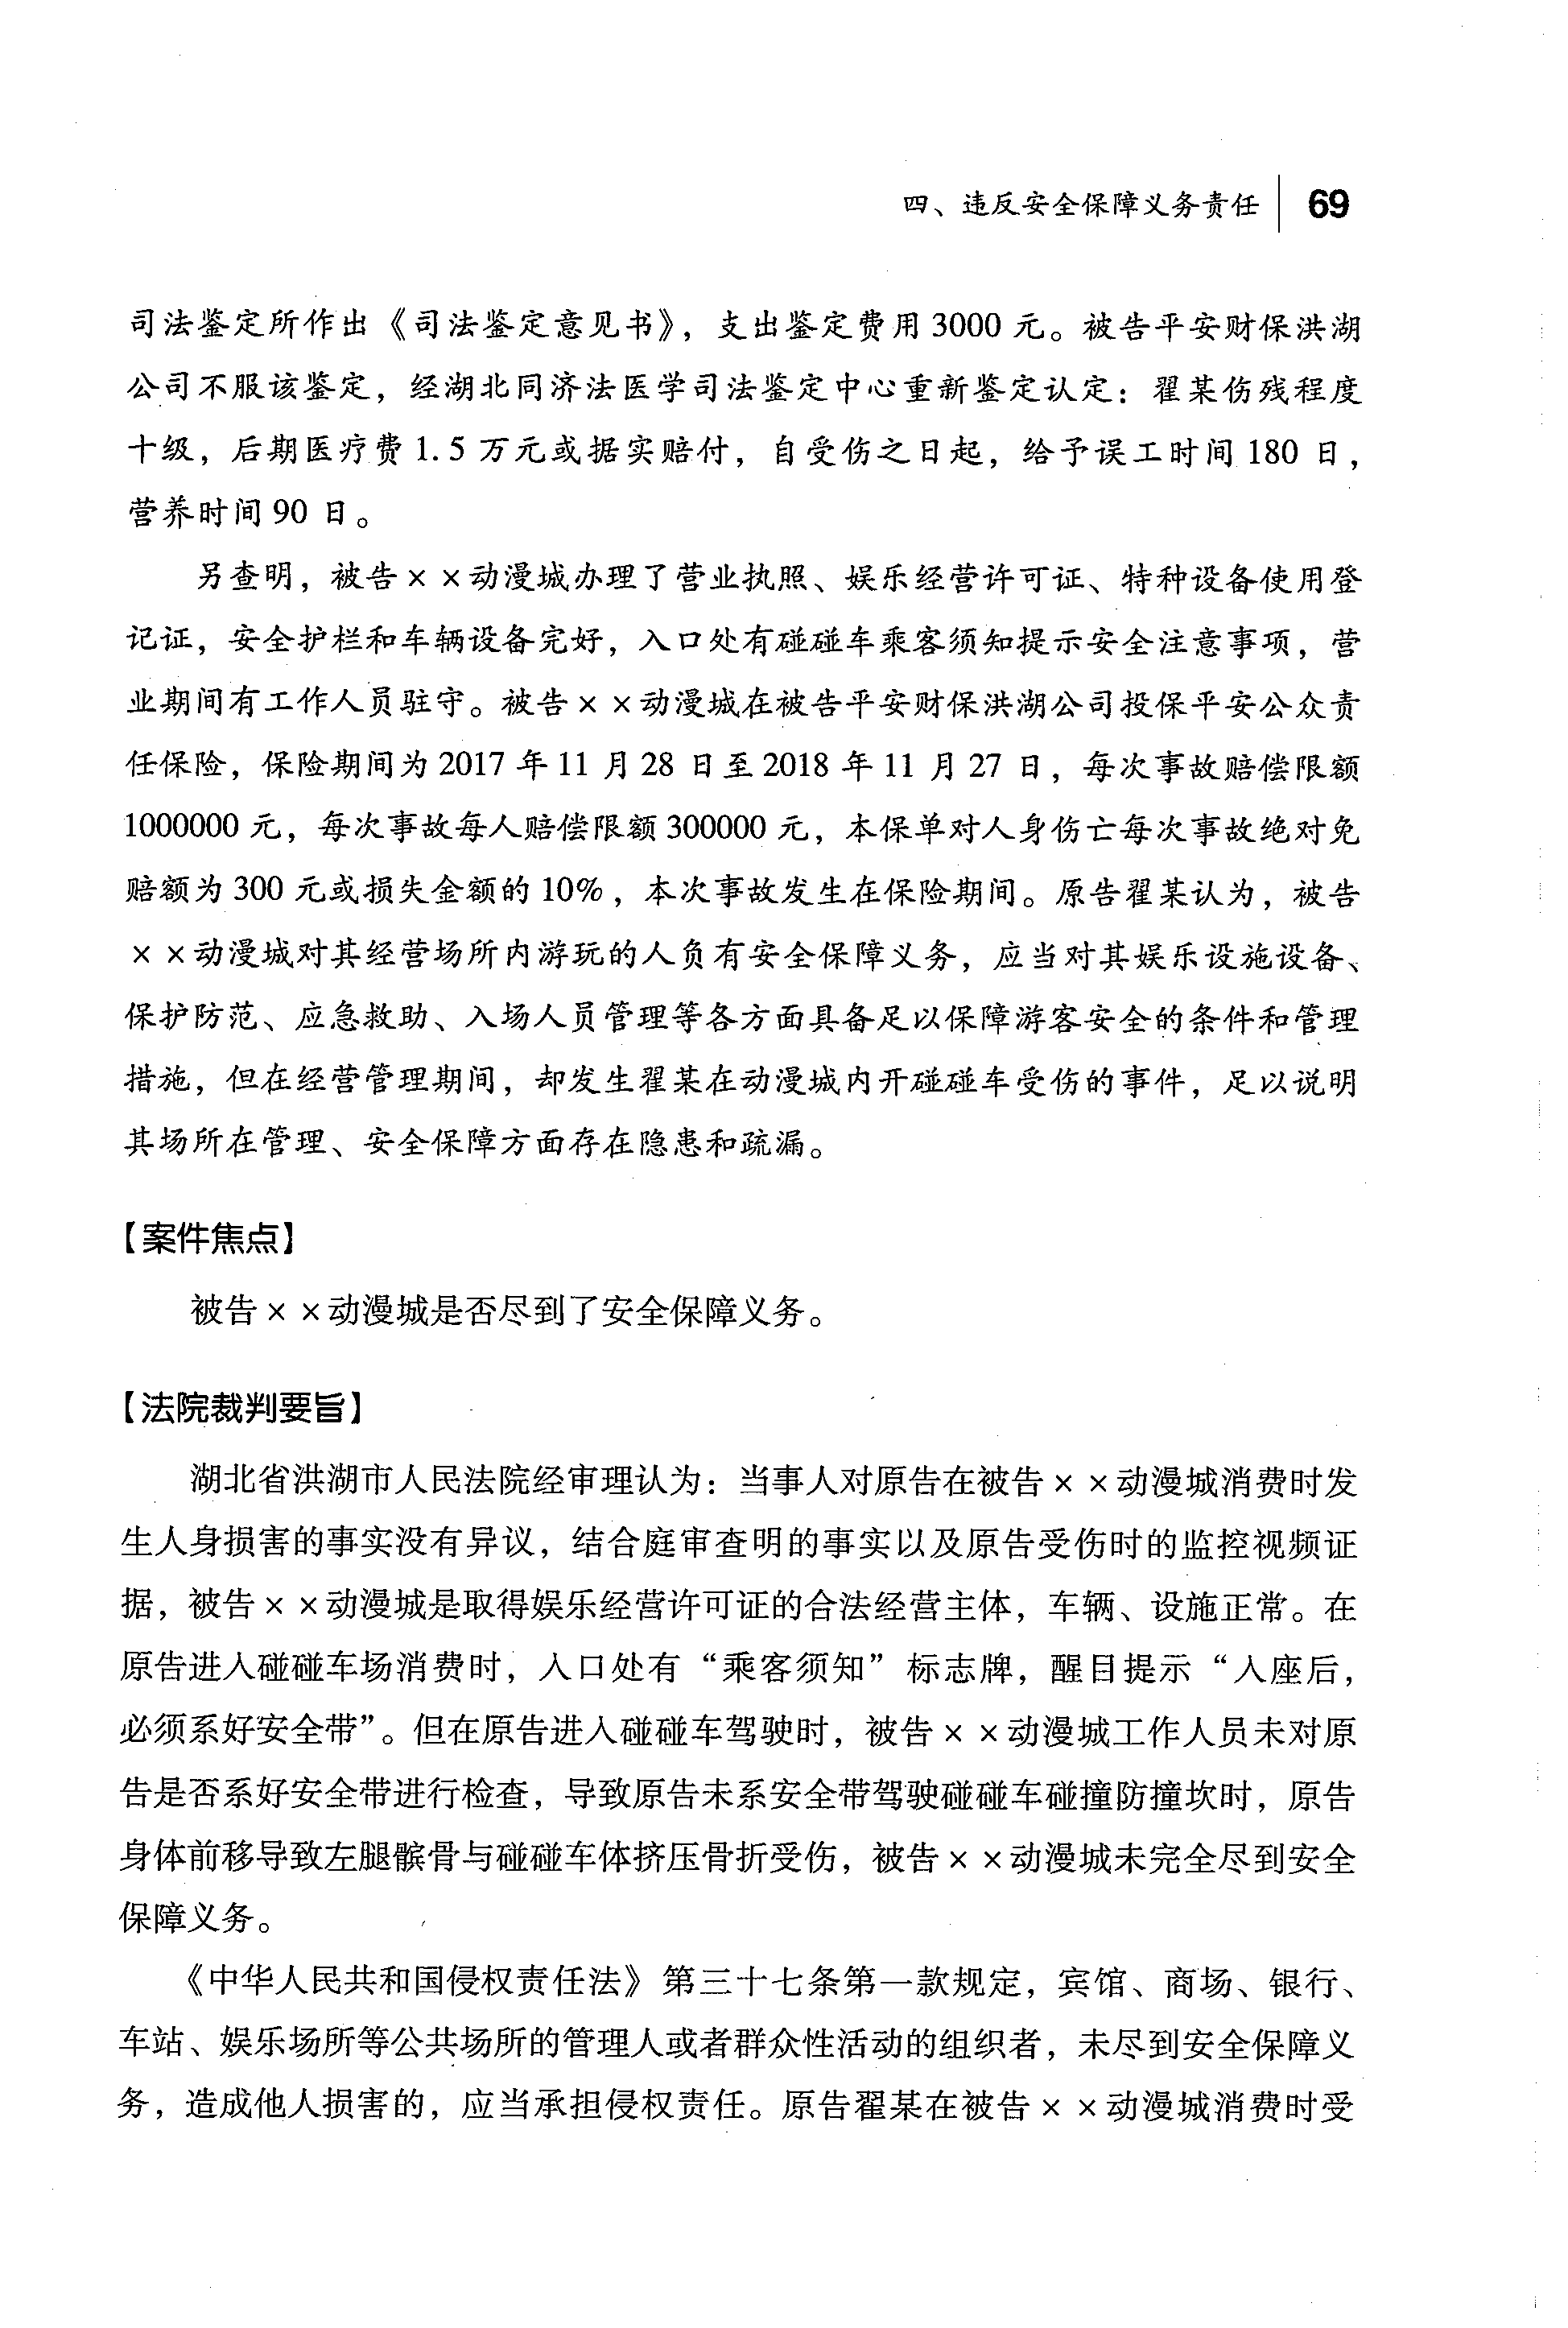 四、违反安全保障义务责任 69
司法鉴定所作出《司法鉴定意见书》，支出鉴定费用3000元。被告平安财保洪湖
公司不服该鉴定，经湖北同济法医学司法鉴定中心重新鉴定认定：翟某伤残程度
十级，后期医疗费1.5万元或据实赔付，自受伤之日起，给予误工时间180日，
营养时间90日。
另查明，被告××动漫城办理了营业执照、娱乐经营许可证、特种设备使用登
记证，安全护栏和车辆设备完好，入口处有碰碰车乘客须知提示安全注意事项，营
业期间有工作人员驻守。被告××动漫城在被告平安财保洪湖公司投保平安公众责
任保险，保险期间为2017年11月28日至2018年11月27日，每次事故赔偿限额
1000000元，每次事故每人赔偿限额300000元，本保单对人身伤亡每次事故绝对免
赔额为300元或损失金额的10%，本次事故发生在保险期间。原告翟某认为，被告
××动漫城对其经营场所内游玩的人负有安全保障义务，应当对其娱乐设施设备、
保护防范、应急救助、入场人员管理等各方面具备足以保障游客安全的条件和管理
措施，但在经营管理期间，却发生翟某在动漫城内开碰碰车受伤的事件，足以说明
其场所在管理、安全保障方面存在隐患和疏漏。
【案件焦点】
被告××动漫城是否尽到了安全保障义务。
【法院裁判要旨】
湖北省洪湖市人民法院经审理认为：当事人对原告在被告××动漫城消费时发
生人身损害的事实没有异议，结合庭审查明的事实以及原告受伤时的监控视频证
据，被告××动漫城是取得娱乐经营许可证的合法经营主体，车辆、设施正常。在
原告进入碰碰车场消费时，入口处有“乘客须知”标志牌，醒目提示“入座后，
必须系好安全带”。但在原告进入碰碰车驾驶时，被告××动漫城工作人员未对原
告是否系好安全带进行检查，导致原告未系安全带驾驶碰碰车碰撞防撞坎时，原告
身体前移导致左腿髌骨与碰碰车体挤压骨折受伤，被告××动漫城未完全尽到安全
保障义务。
《中华人民共和国侵权责任法》第三十七条第一款规定，宾馆、商场、银行、
车站、娱乐场所等公共场所的管理人或者群众性活动的组织者，未尽到安全保障义
务，造成他人损害的，应当承担侵权责任。原告翟某在被告××动漫城消费时受